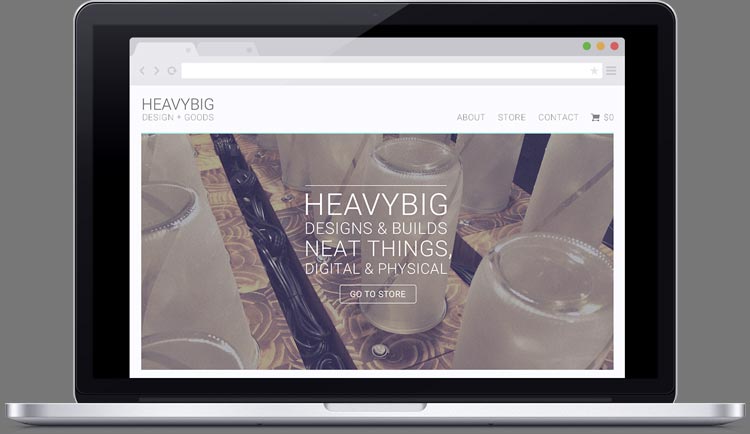 HEAVYBIG
DESIGN + GOODS
ABOUT STORE CONTACT $0
HEAVYBIG
DESIGNS & BUILDS
NEAT THINGS,
DIGITAL & PHYSICAL
GO TO STORE